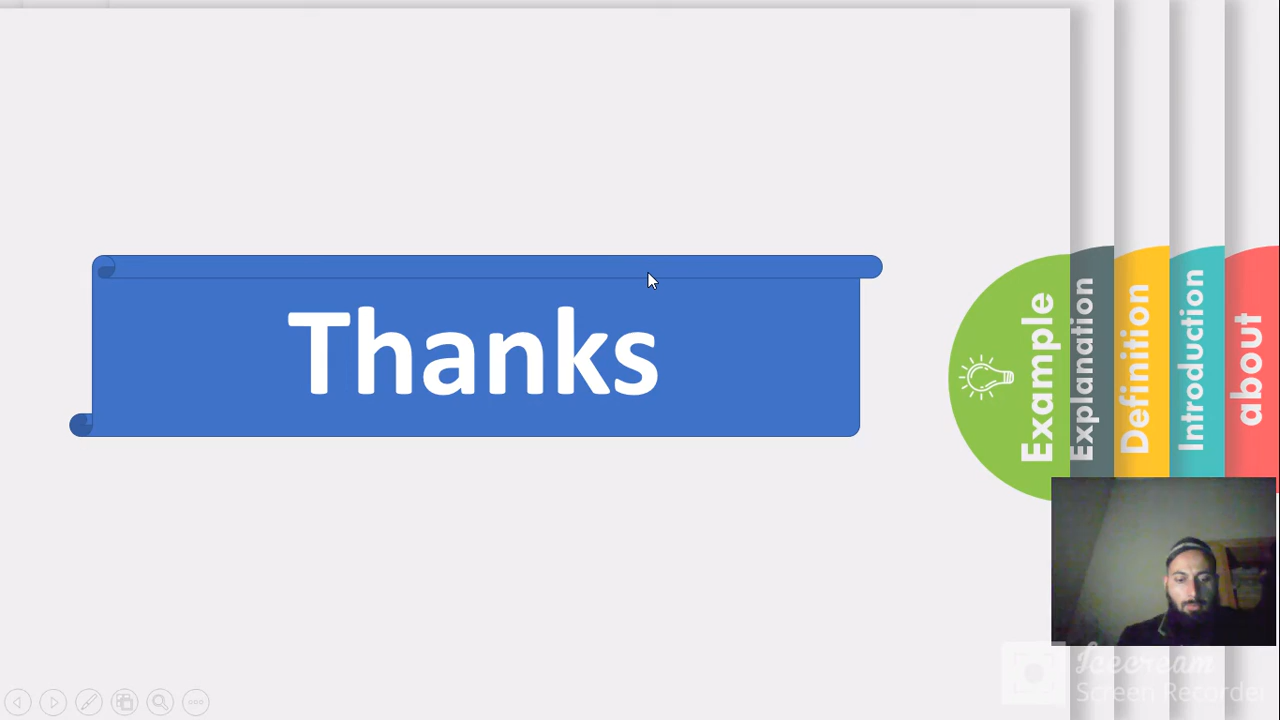 Thanks
Example
Explanation
Definition
Introduction
about
Icecream
Screen Recorder